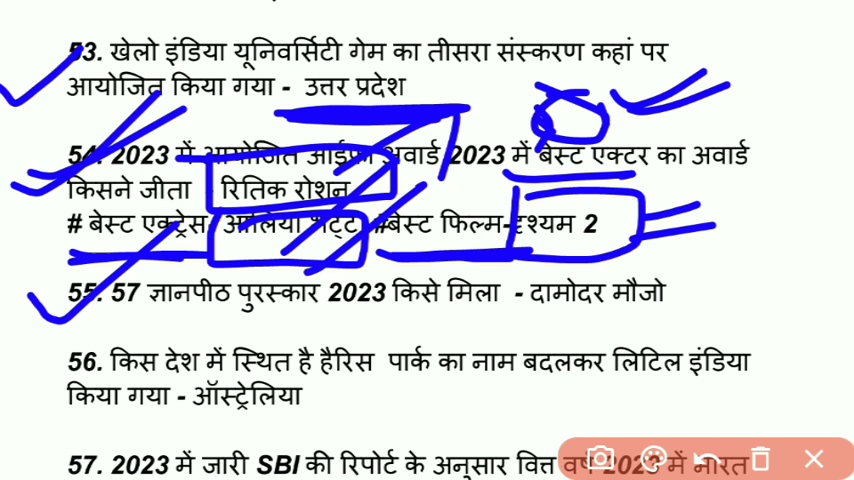 53. खेलो इंडिया यूनिवर्सिटी गेम का तीसरा संस्करण कहां पर
आयोजित किया गया - उत्तर प्रदेश
54. 2023 में आयोजित आईफा अवार्ड 2023 में बेस्ट एक्टर का अवार्ड
किसने जीता रितिक रोशन
# बेस्ट एक्ट्रेस आलिया भट्ट #बेस्ट फिल्म-दृश्यम 2
55. 57 ज्ञानपीठ पुरस्कार 2023 किसे मिला - दामोदर मौजो
56. किस देश में स्थित है हैरिस पार्क का नाम बदलकर लिटिल इंडिया
किया गया - ऑस्ट्रेलिया
57. 2023 में जारी SBI की रिपोर्ट के अनुसार वित्त वर्ष 2023 में भारत